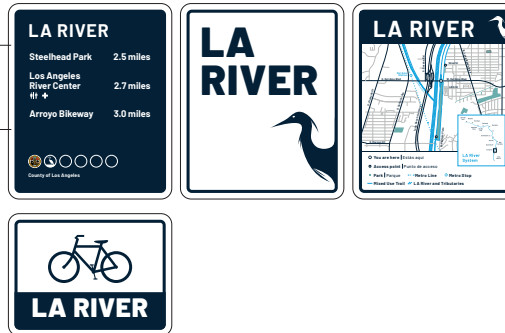 LA RIVER
Steelhead Park 2.5 miles
Los Angeles
River Center 2.7 miles
Arroyo Bikeway 3.0 miles
County of Los Angeles
LA
RIVER
LA RIVER
LA River
System
You are here | Estás aquí
Access point | Punto de acceso
Park | Parque Metro Line Metro Stop
Mixed Use Trail LA River and Tributaries
LA RIVER